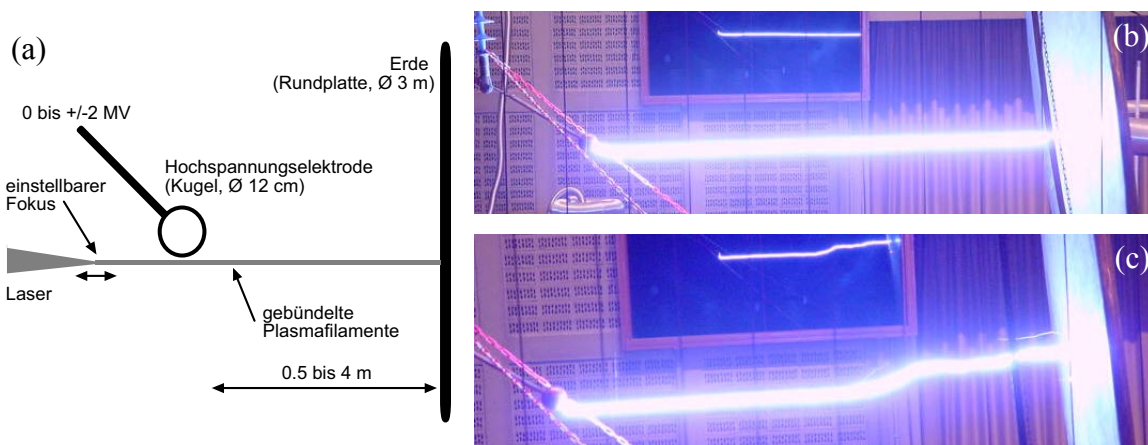 (a)
Erde
(Rundplatte, Ø 3 m)
0 bis +/-2 MV
Hochspannungselektrode
(Kugel, Ø 12 cm)
einstellbarer
Fokus
Laser
gebündelte
Plasmafilamente
0.5 bis 4 m
(b)
(c)